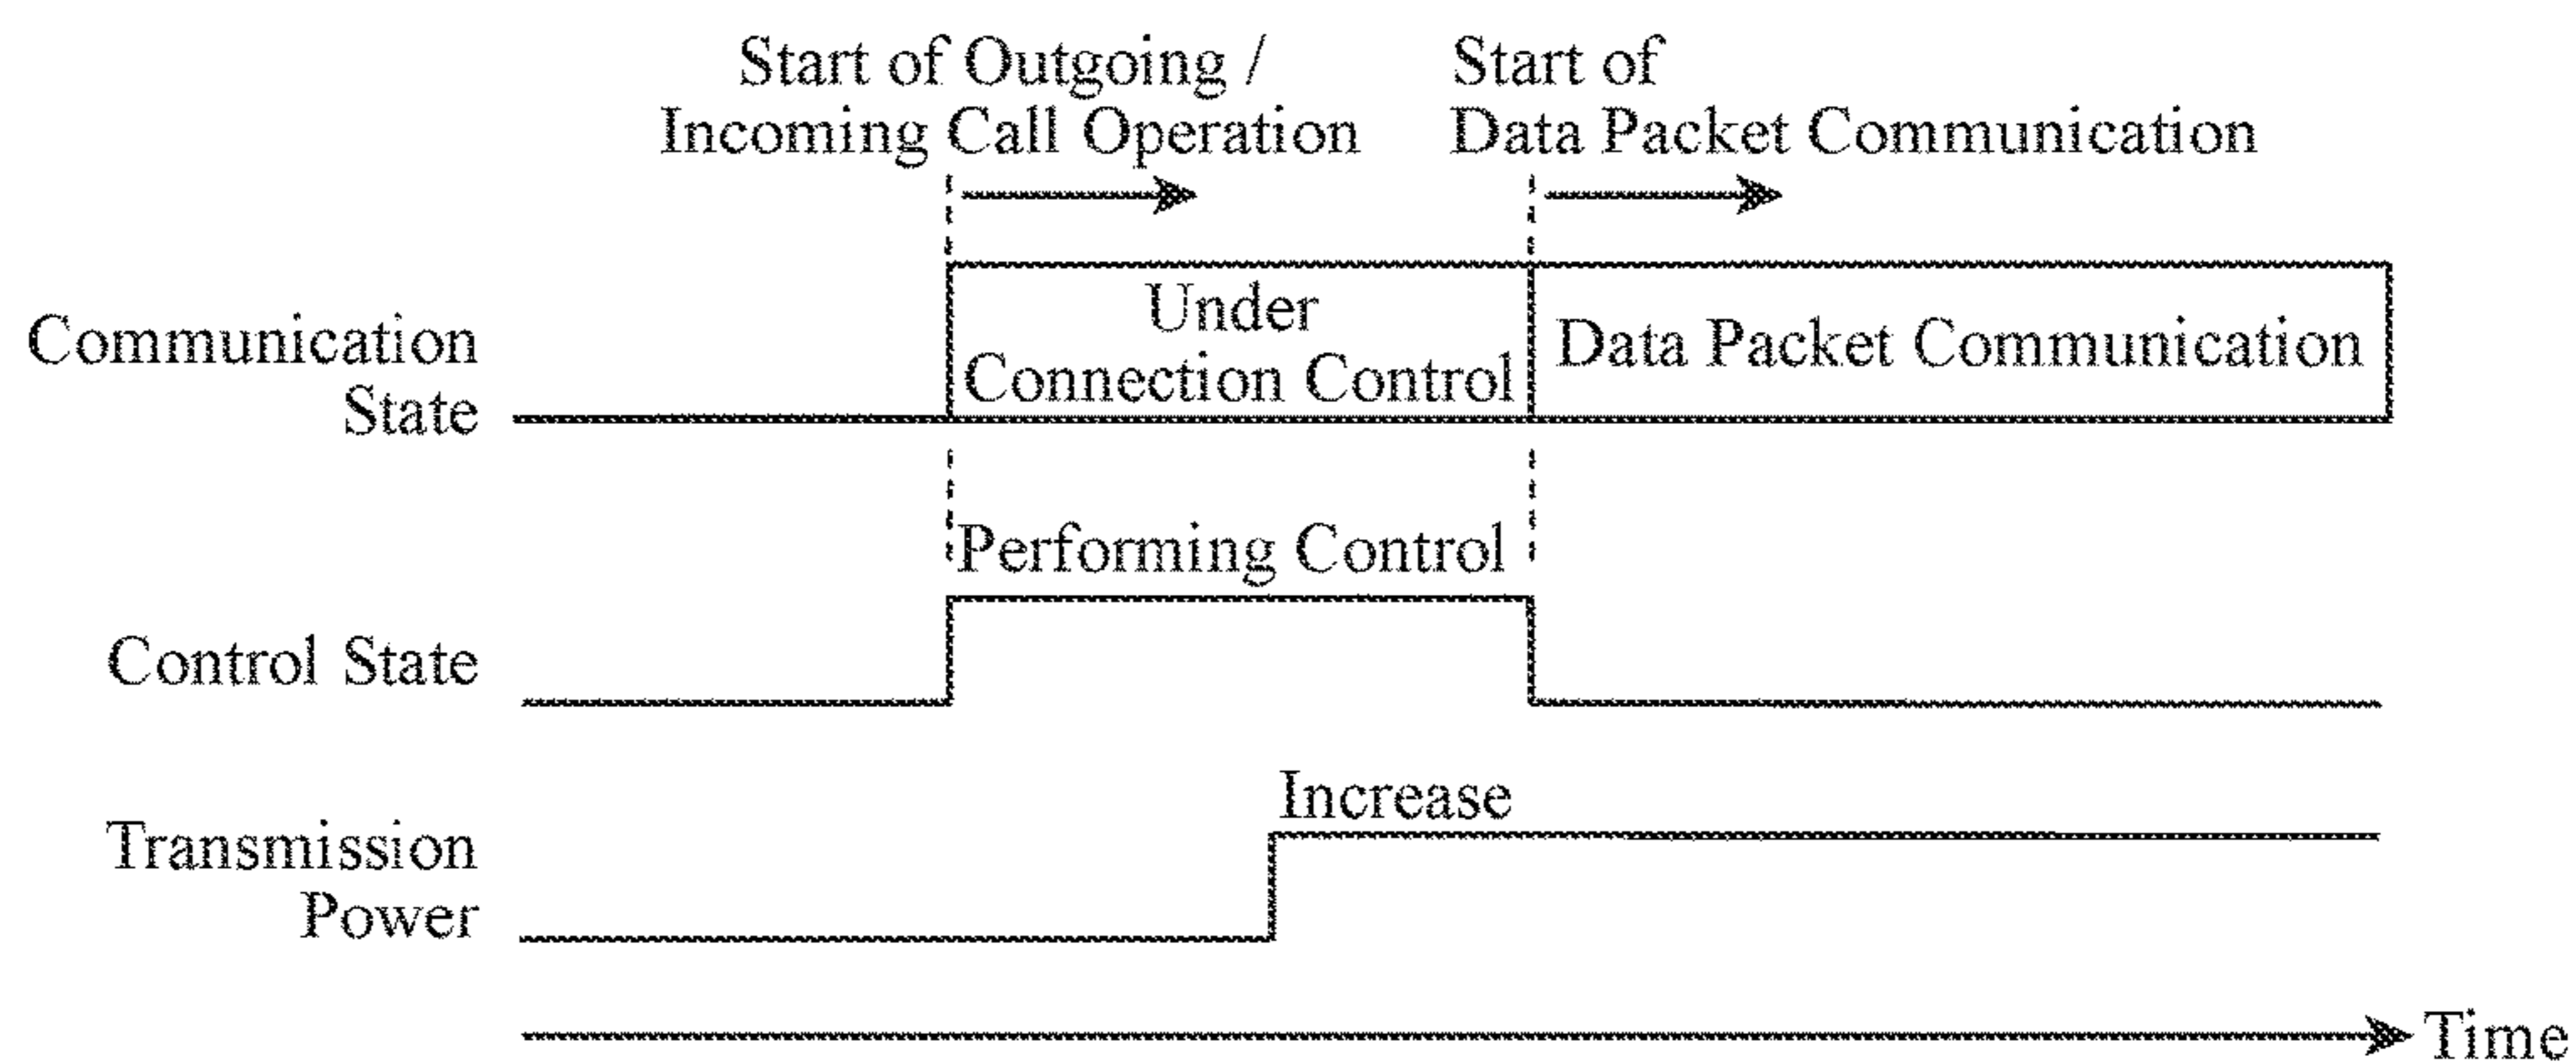 Start of Outgoing /
Incoming Call Operation
Start of
Data Packet Communication
Communication
State
Under
Connection Control
Data Packet Communication
Performing Control
Control State
Increase
Transmission
Power
Time